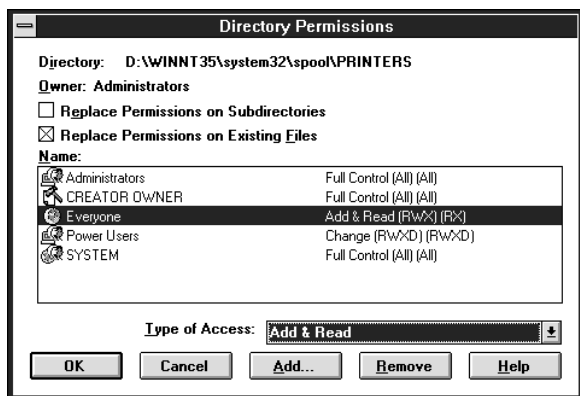 Directory Permissions
Directory: D:\WINNT35\system32\spool\PRINTERS
Owner: Administrators
Replace Permissions on Subdirectories
Replace Permissions on Existing Files
Name:
Administrators Full Control (All) (All)
CREATOR OWNER Full Control (All) (All)
Everyone Add & Read (RWX) (RX)
Power Users Change (RWXD) (RWXD)
SYSTEM Full Control (All) (All)
Type of Access: Add & Read
OK Cancel Add... Remove Help